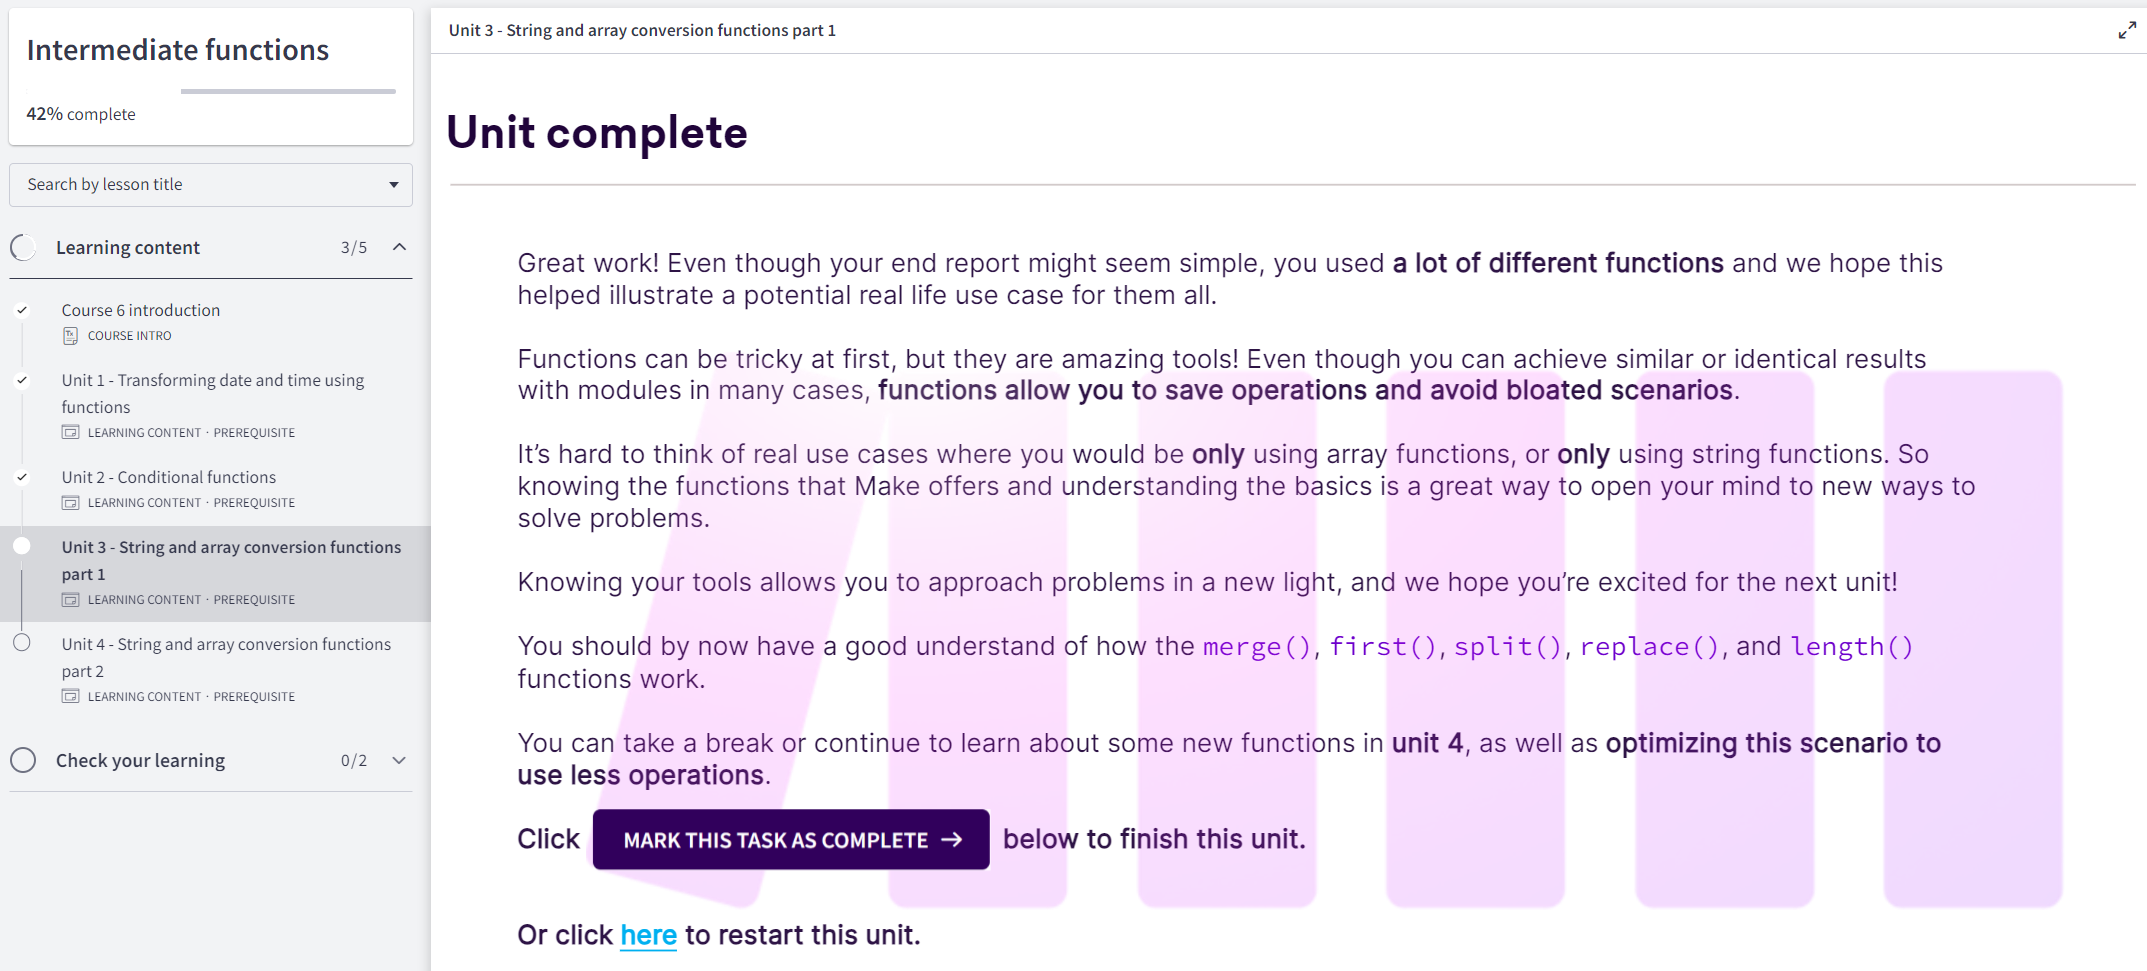 Intermediate functions
42% complete
Search by lesson title
Learning content 3/5
Course 6 introduction
COURSE INTRO
Unit 1 - Transforming date and time using
functions
LEARNING CONTENT · PREREQUISITE
Unit 2 - Conditional functions
LEARNING CONTENT · PREREQUISITE
Unit 3 - String and array conversion functions
part 1
LEARNING CONTENT · PREREQUISITE
Unit 4 - String and array conversion functions
part 2
LEARNING CONTENT · PREREQUISITE
Check your learning 0/2
Unit 3 - String and array conversion functions part 1
Unit complete
Great work! Even though your end report might seem simple, you used a lot of different functions and we hope this
helped illustrate a potential real life use case for them all.
Functions can be tricky at first, but they are amazing tools! Even though you can achieve similar or identical results
with modules in many cases, functions allow you to save operations and avoid bloated scenarios.
It’s hard to think of real use cases where you would be only using array functions, or only using string functions. So
knowing the functions that Make offers and understanding the basics is a great way to open your mind to new ways to
solve problems.
Knowing your tools allows you to approach problems in a new light, and we hope you’re excited for the next unit!
You should by now have a good understand of how the merge(), first(), split(), replace(), and length()
functions work.
You can take a break or continue to learn about some new functions in unit 4, as well as optimizing this scenario to
use less operations.
Click MARK THIS TASK AS COMPLETE → below to finish this unit.
Or click here to restart this unit.